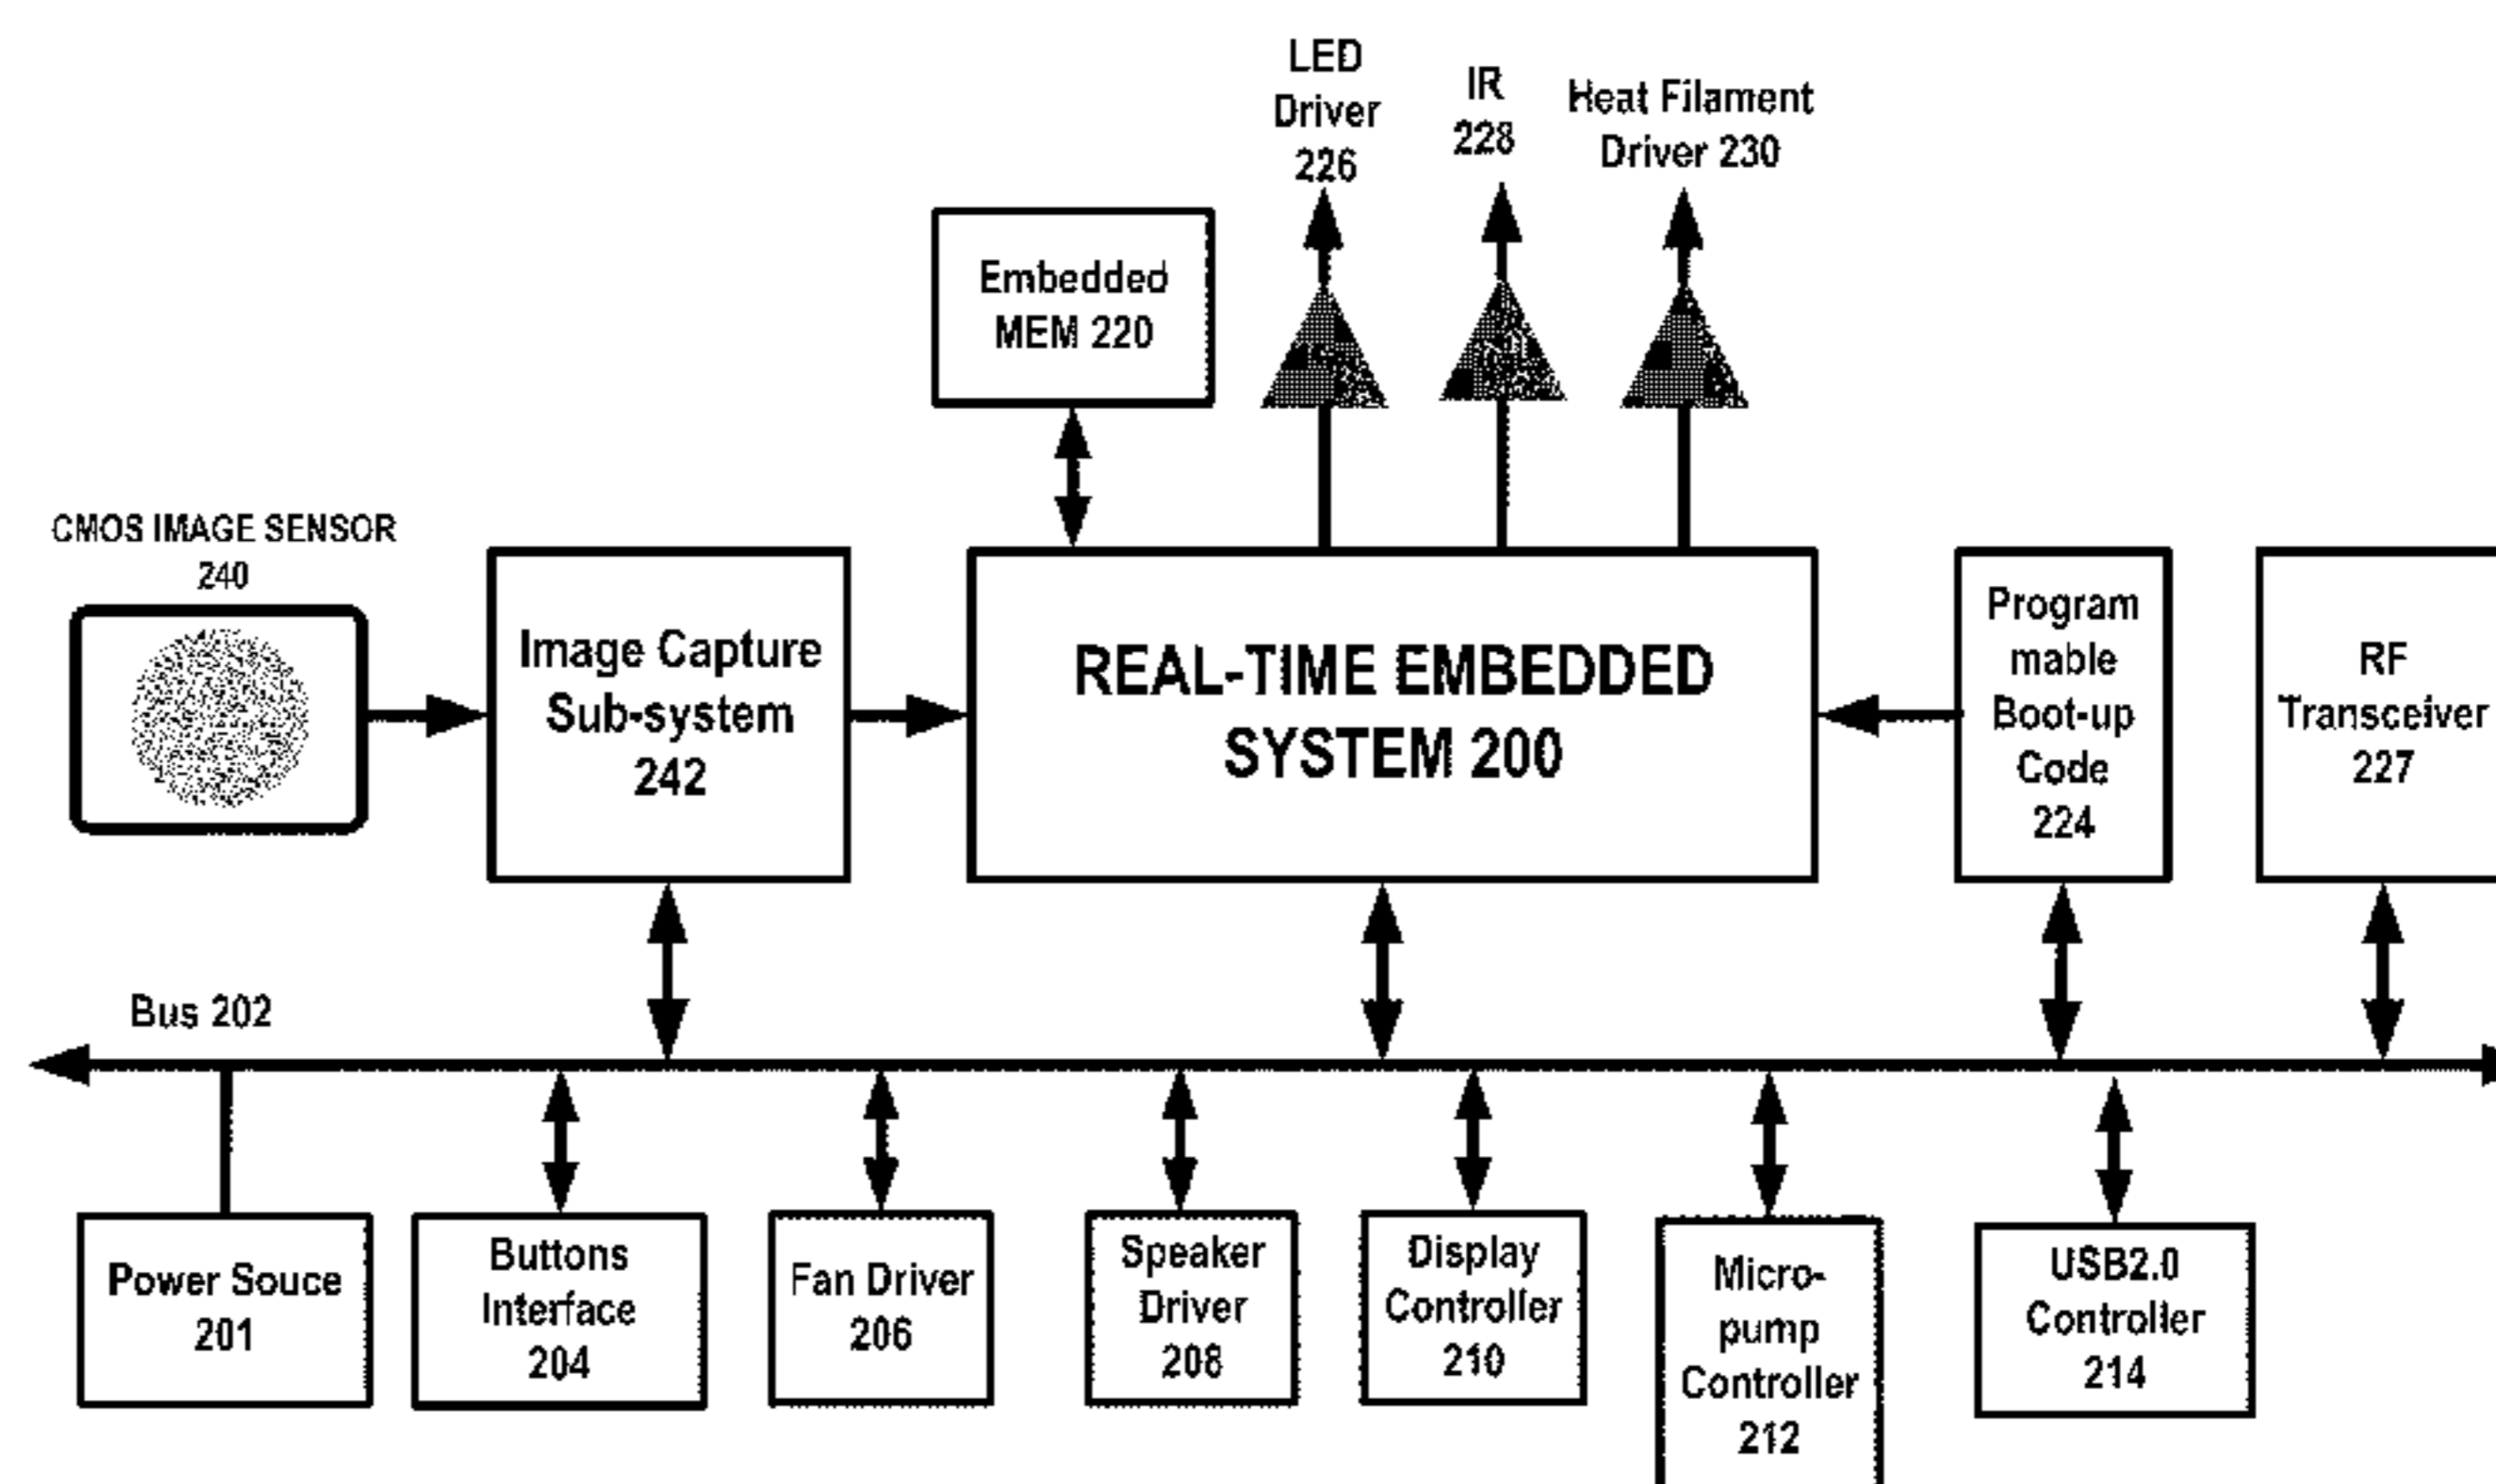 LED
Driver
226
IR
228
Heat Filament
Driver 230
Embedded
MEM 220
CMOS IMAGE SENSOR
240
Image Capture
Sub-system
242
REAL-TIME EMBEDDED
SYSTEM 200
Program
mable
Boot-up
Code
224
RF
Transceiver
227
Bus 202
Power Souce
201
Buttons
Interface
204
Fan Driver
206
Speaker
Driver
208
Display
Controller
210
Micro-
pump
Controller
212
USB2.0
Controller
214